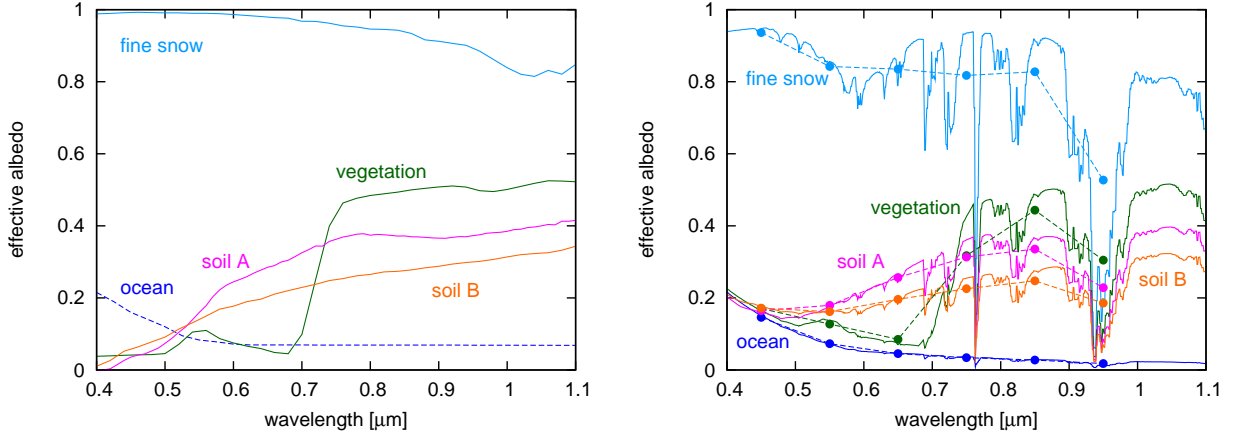 effective albedo
1
0.8
0.6
0.4
0.2
0
0.4 0.5 0.6 0.7 0.8 0.9 1 1.1
wavelength [μm]
fine snow
vegetation
soil A
soil B
ocean
effective albedo
1
0.8
0.6
0.4
0.2
0
0.4 0.5 0.6 0.7 0.8 0.9 1 1.1
wavelength [μm]
fine snow
vegetation
soil A
soil B
ocean